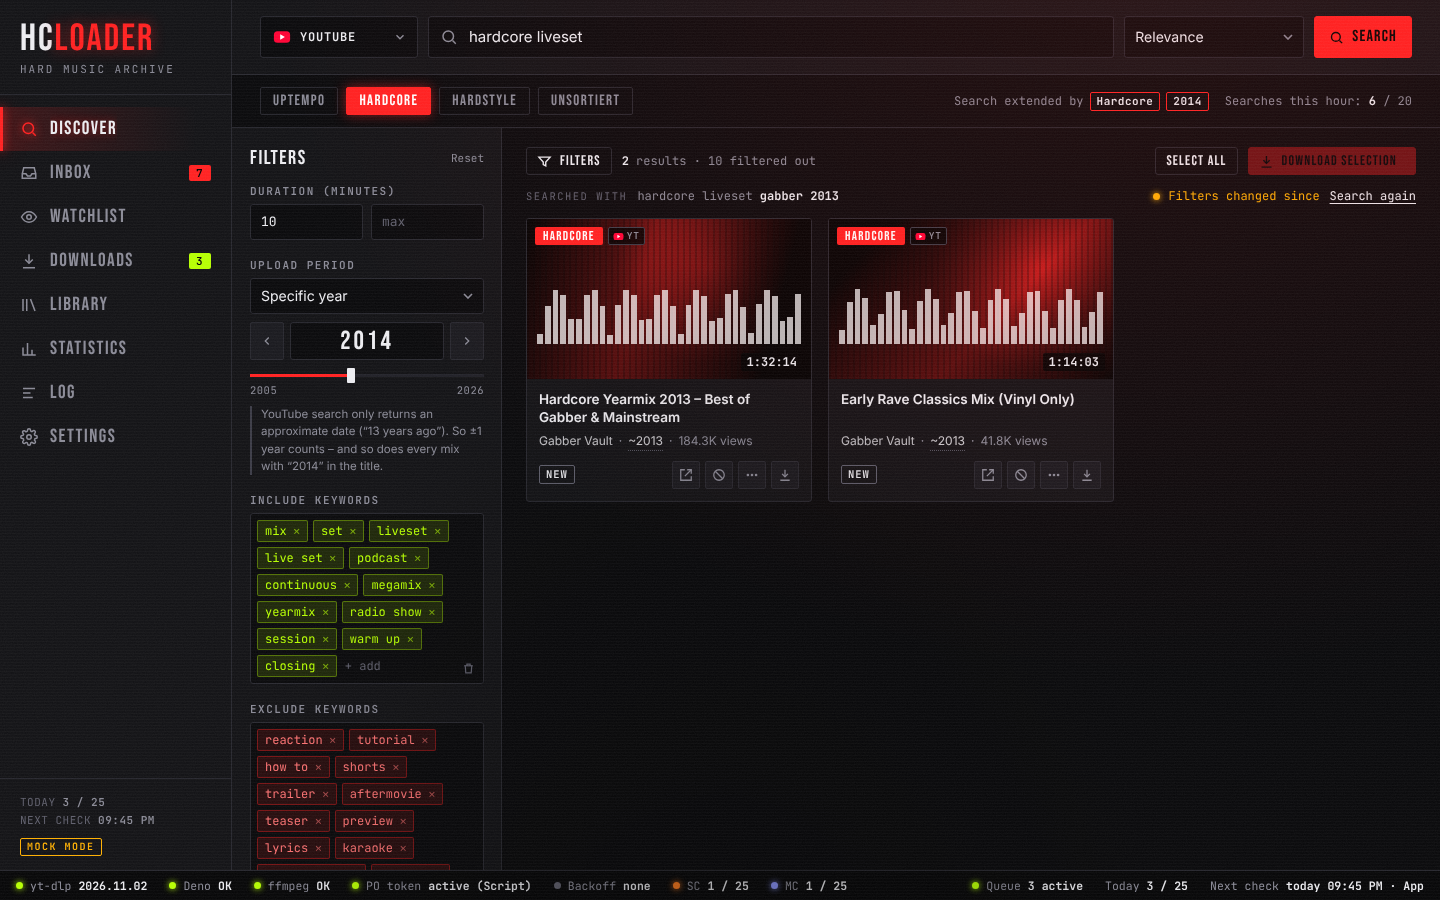 HCLOADER
HARD MUSIC ARCHIVE
DISCOVER
INBOX 7
WATCHLIST
DOWNLOADS 3
LIBRARY
STATISTICS
LOG
SETTINGS
TODAY 3 / 25
NEXT CHECK 09:45 PM
MOCK MODE
YOUTUBE
hardcore liveset
Relevance
SEARCH
UPTEMPO HARDCORE HARDSTYLE UNSORTIERT
Search extended by Hardcore 2014 Searches this hour: 6 / 20
FILTERS Reset
DURATION (MINUTES)
10 max
UPLOAD PERIOD
Specific year
2014
2005 2026
YouTube search only returns an
approximate date (“13 years ago”). So ±1
year counts – and so does every mix
with “2014” in the title.
INCLUDE KEYWORDS
mix × set × liveset ×
live set × podcast ×
continuous × megamix ×
yearmix × radio show ×
session × warm up ×
closing × + add
EXCLUDE KEYWORDS
reaction × tutorial ×
how to × shorts ×
trailer × aftermovie ×
teaser × preview ×
lyrics × karaoke ×
FILTERS 2 results · 10 filtered out
SELECT ALL DOWNLOAD SELECTION
SEARCHED WITH hardcore liveset gabber 2013
Filters changed since Search again
HARDCORE YT
1:32:14
Hardcore Yearmix 2013 – Best of
Gabber & Mainstream
Gabber Vault · ~2013 · 184.3K views
NEW
HARDCORE YT
1:14:03
Early Rave Classics Mix (Vinyl Only)
Gabber Vault · ~2013 · 41.8K views
NEW
yt-dlp 2026.11.02 Deno OK ffmpeg OK PO token active (Script) Backoff none SC 1 / 25 MC 1 / 25 Queue 3 active Today 3 / 25 Next check today 09:45 PM · App